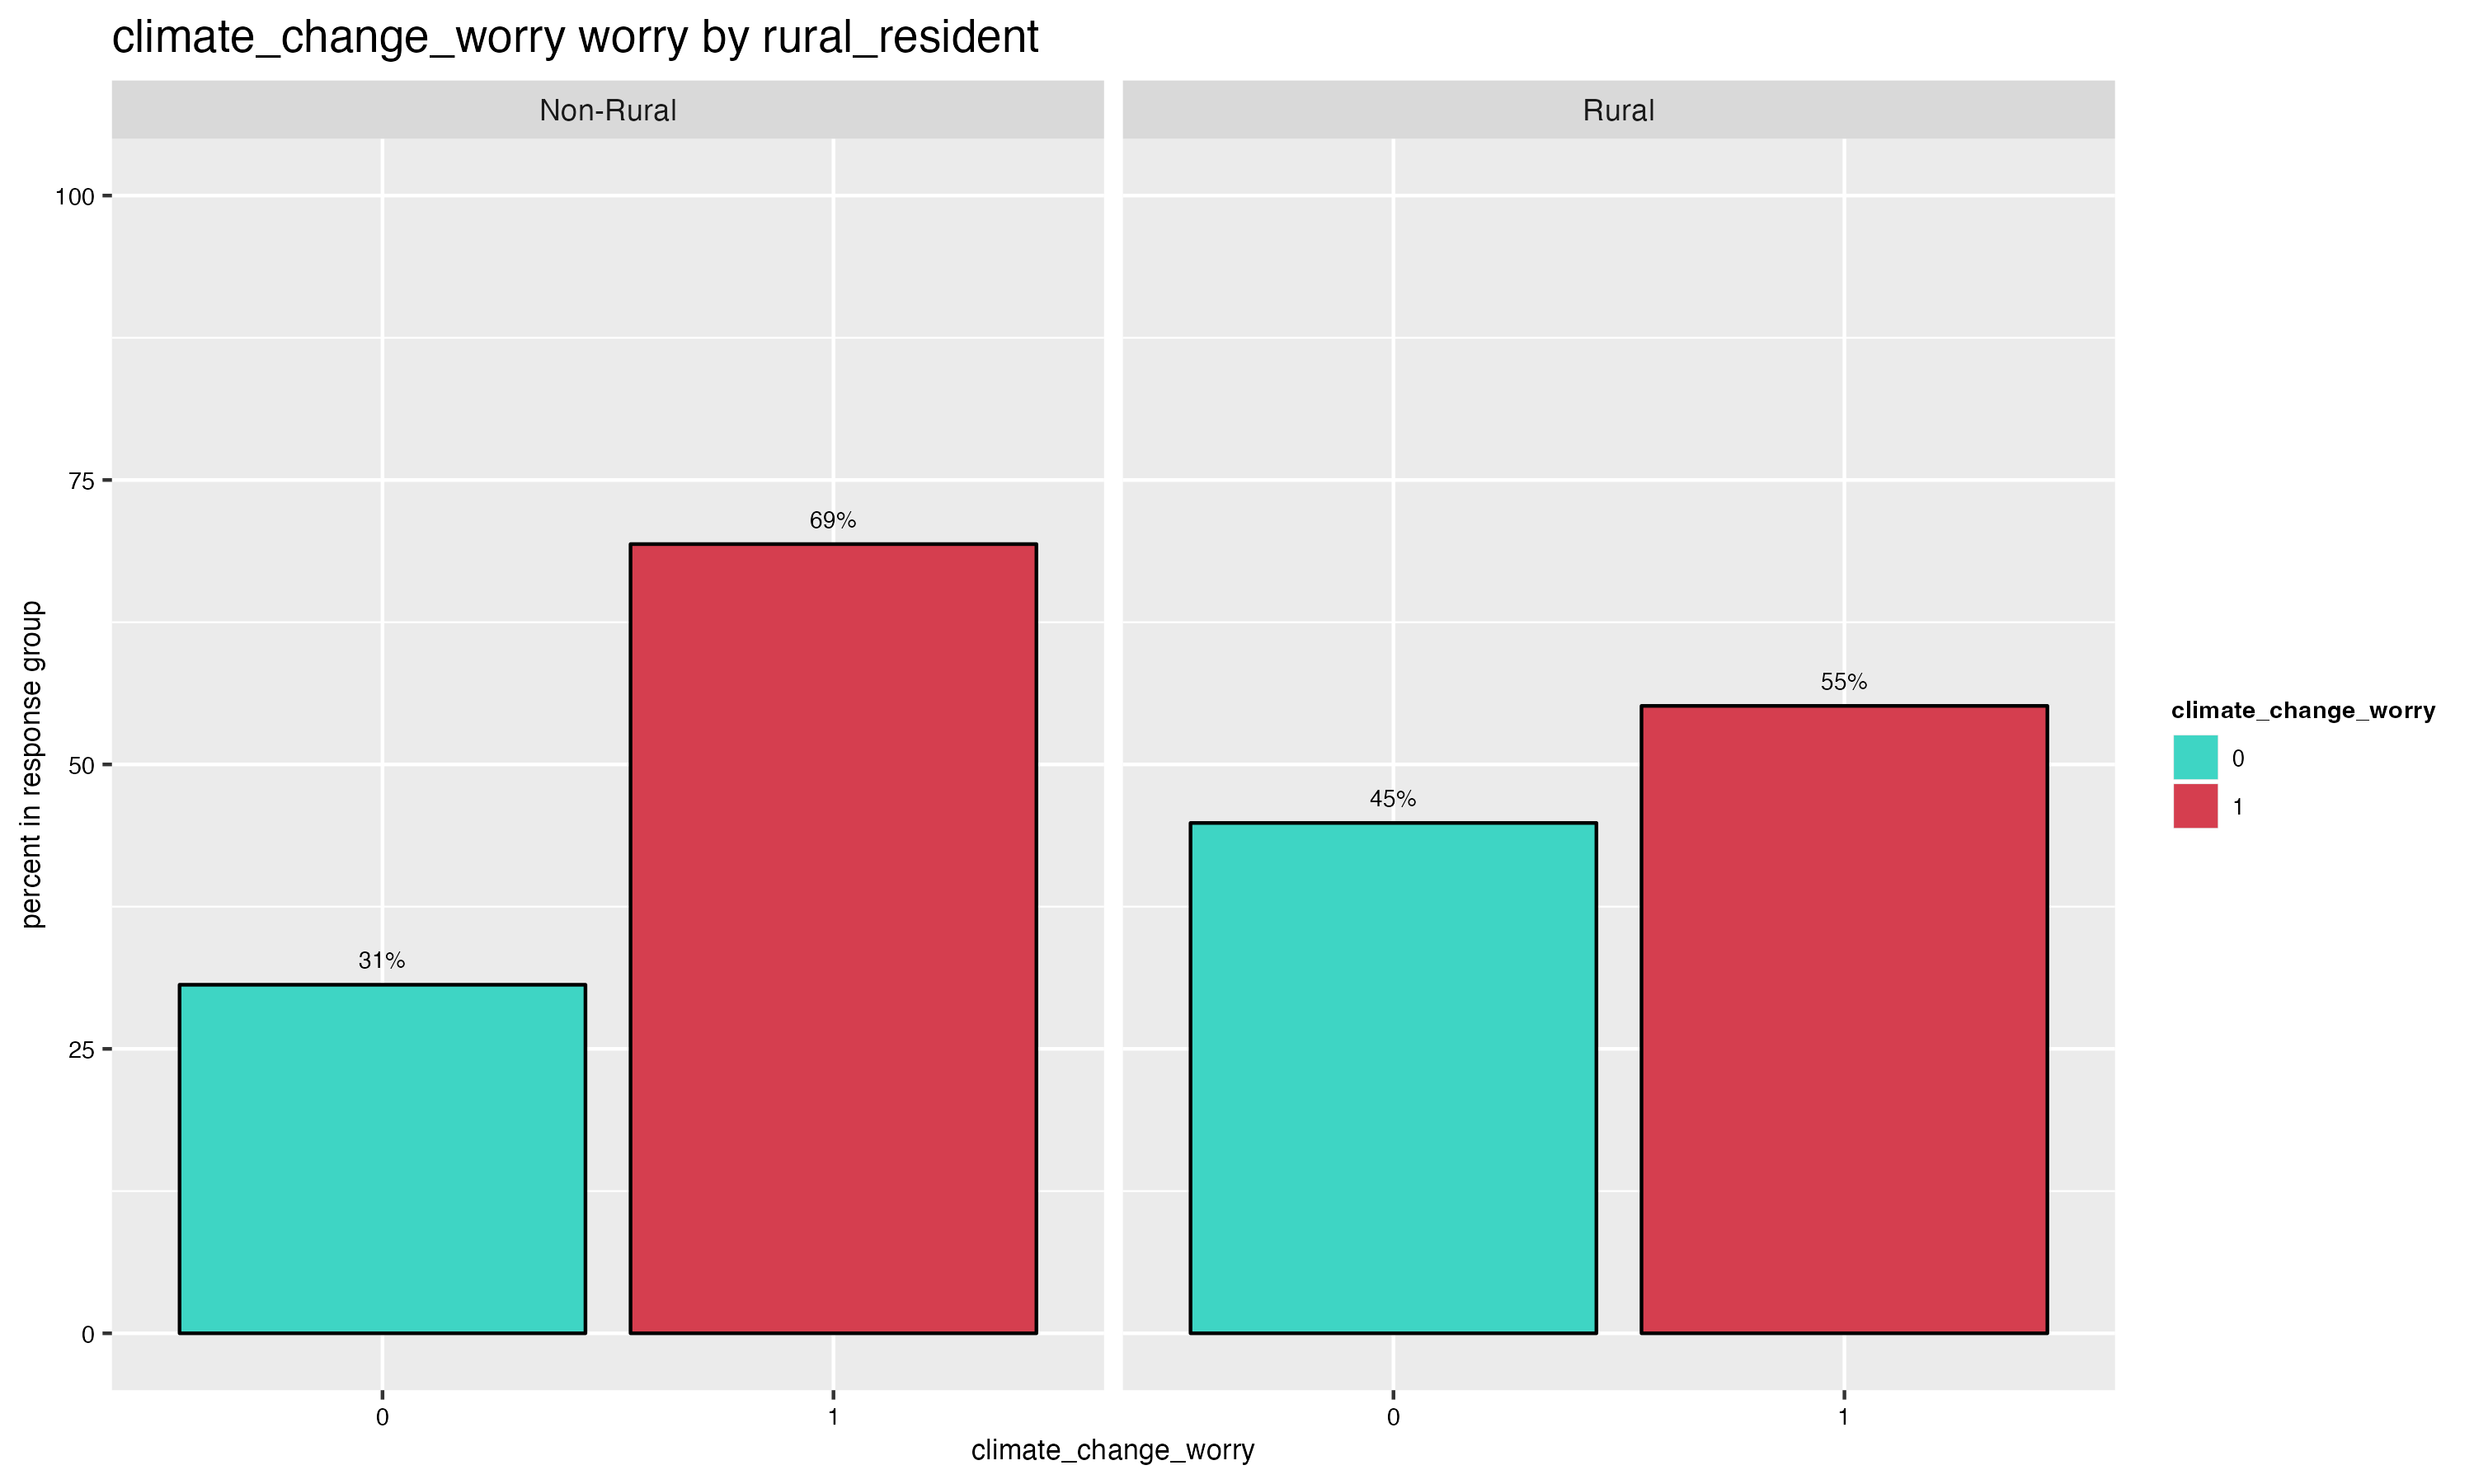 climate_change_worry worry by rural_resident
Non-Rural
Rural
100
75
50
25
0
percent in response group
31%
69%
45%
55%
0
1
0
1
climate_change_worry
climate_change_worry
0
1